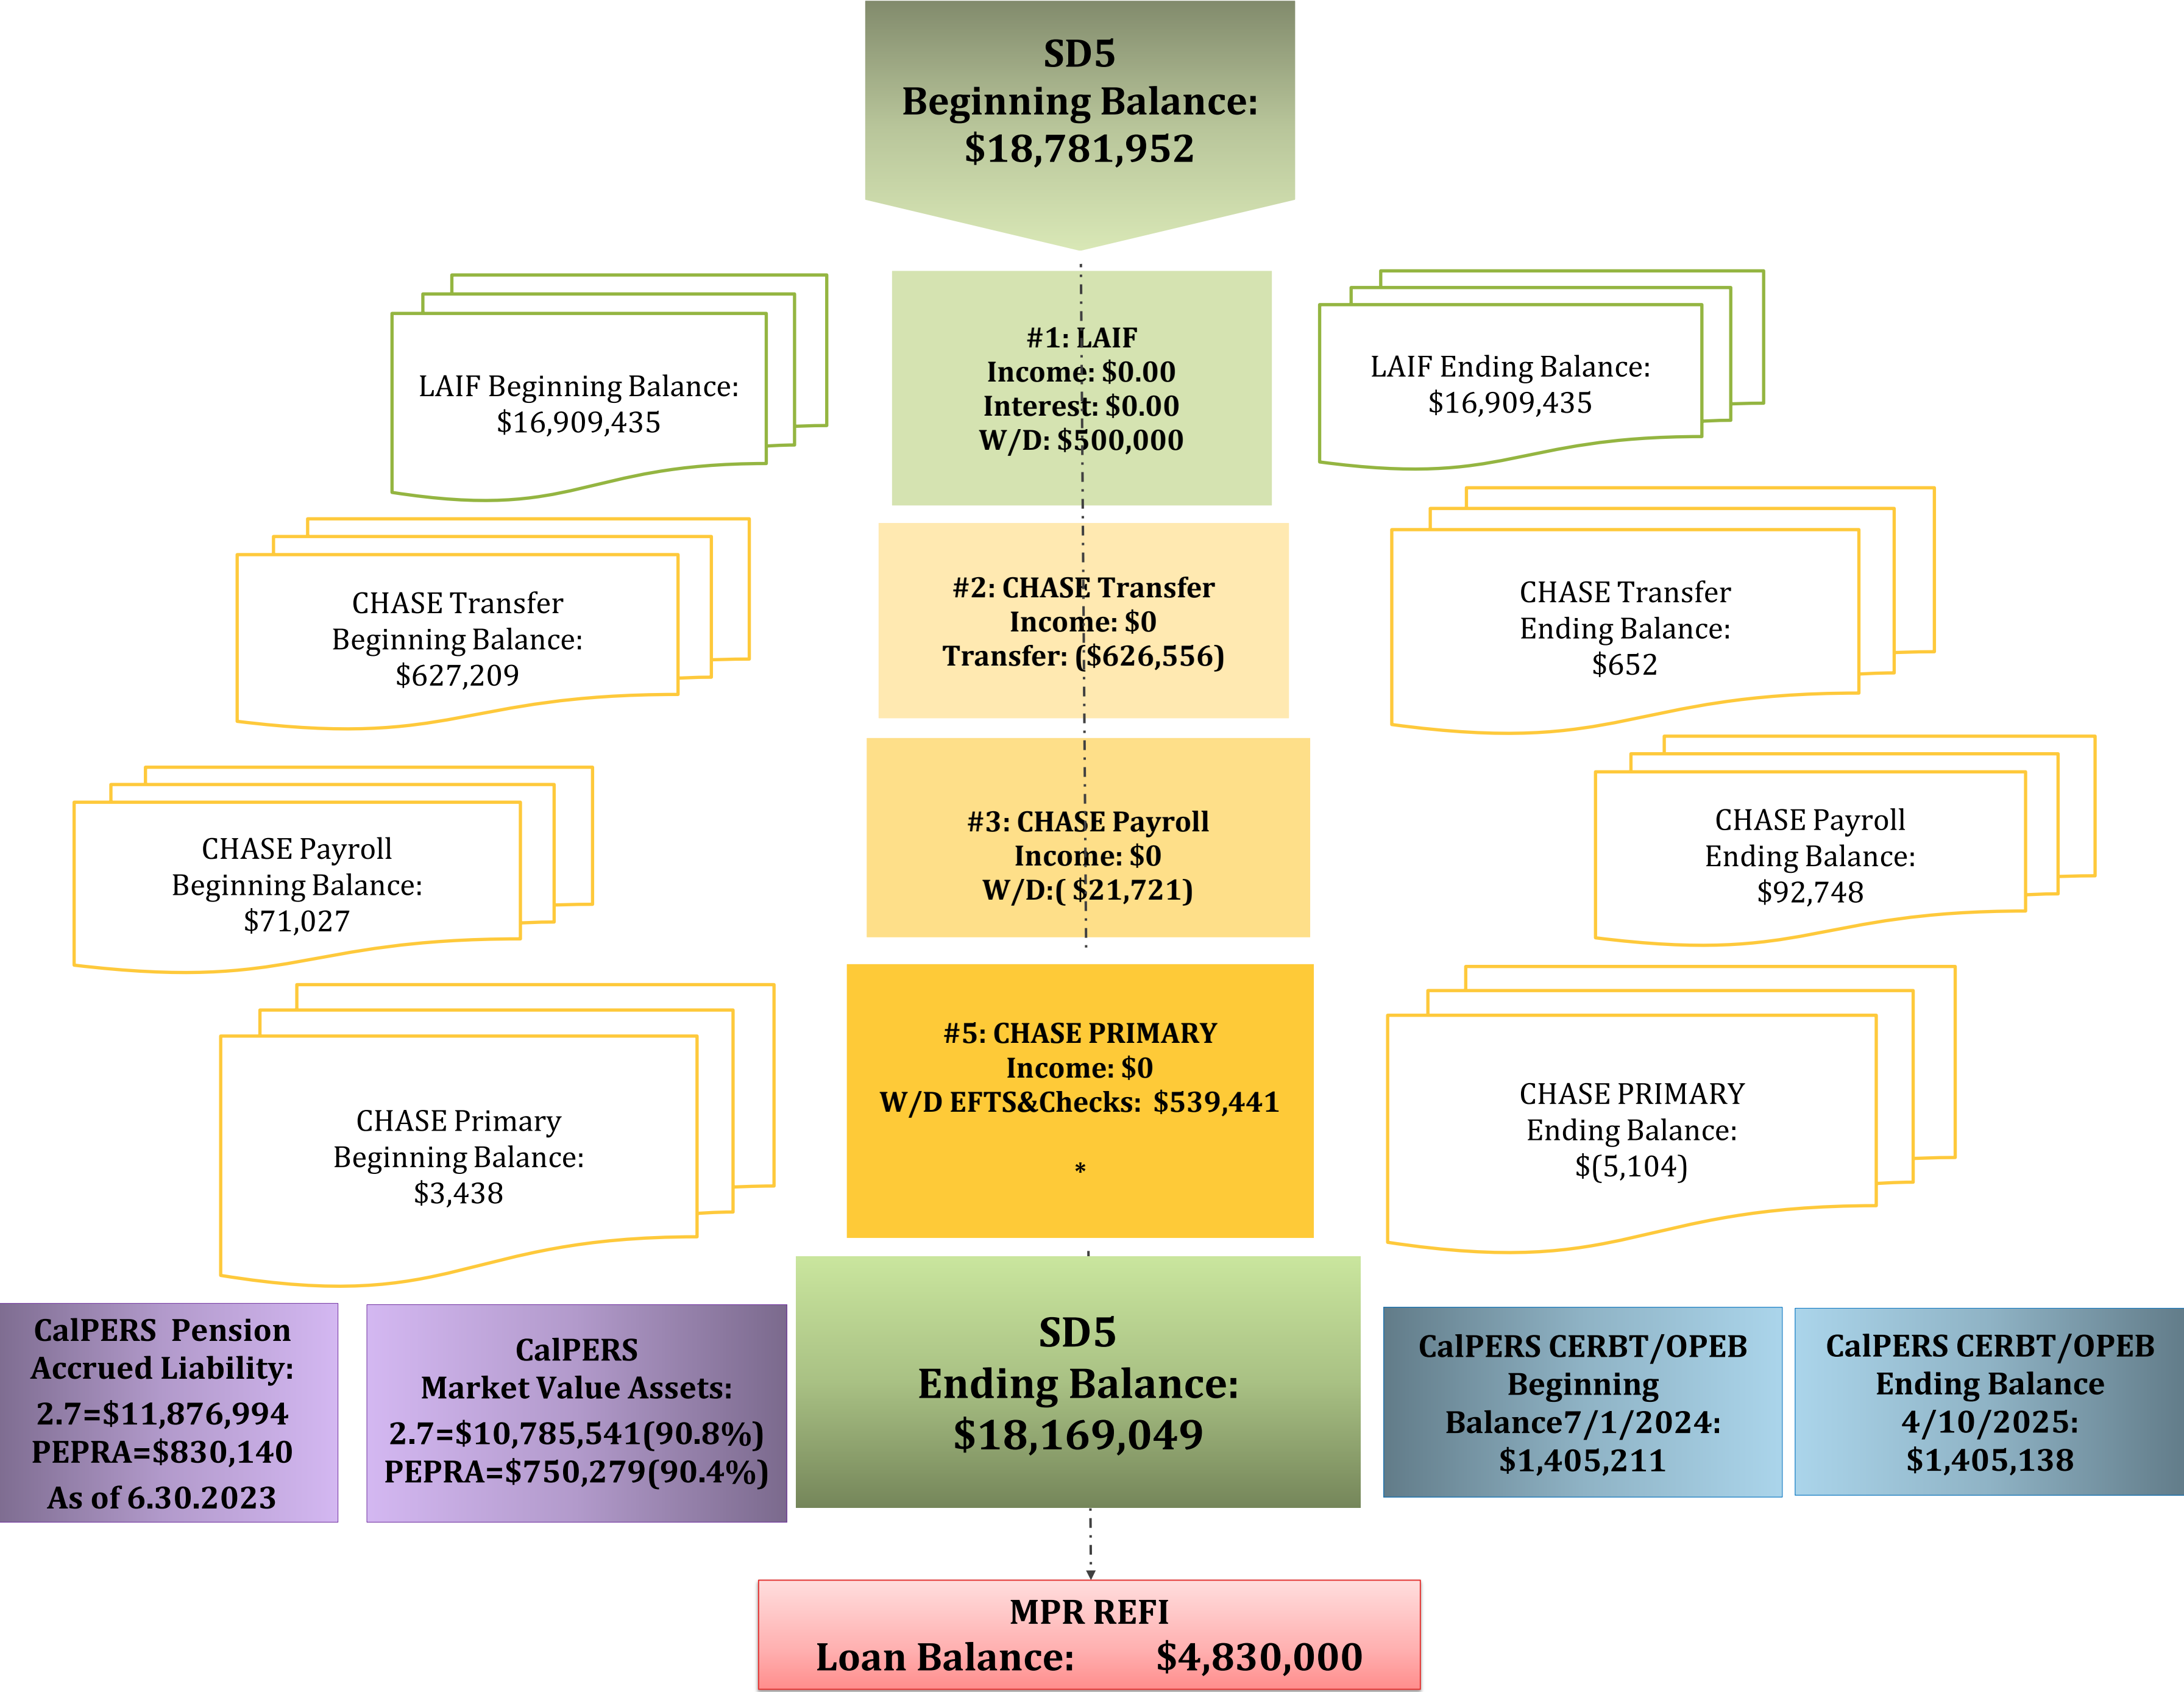 SD5
Beginning Balance:
$18,781,952
LAIF Beginning Balance:
$16,909,435
#1: LAIF
Income: $0.00
Interest: $0.00
W/D: $500,000
LAIF Ending Balance:
$16,909,435
CHASE Transfer
Beginning Balance:
$627,209
#2: CHASE Transfer
Income: $0
Transfer: ($626,556)
CHASE Transfer
Ending Balance:
$652
CHASE Payroll
Beginning Balance:
$71,027
#3: CHASE Payroll
Income: $0
W/D:( $21,721)
CHASE Payroll
Ending Balance:
$92,748
CHASE Primary
Beginning Balance:
$3,438
#5: CHASE PRIMARY
Income: $0
W/D EFTS&Checks:  $539,441
*
CHASE PRIMARY
Ending Balance:
$(5,104)
CalPERS  Pension
Accrued Liability:
2.7=$11,876,994
PEPRA=$830,140
As of 6.30.2023
CalPERS
Market Value Assets:
2.7=$10,785,541(90.8%)
PEPRA=$750,279(90.4%)
SD5
Ending Balance:
$18,169,049
CalPERS CERBT/OPEB
Beginning
Balance7/1/2024:
$1,405,211
CalPERS CERBT/OPEB
Ending Balance
4/10/2025:
$1,405,138
MPR REFI
Loan Balance:        $4,830,000